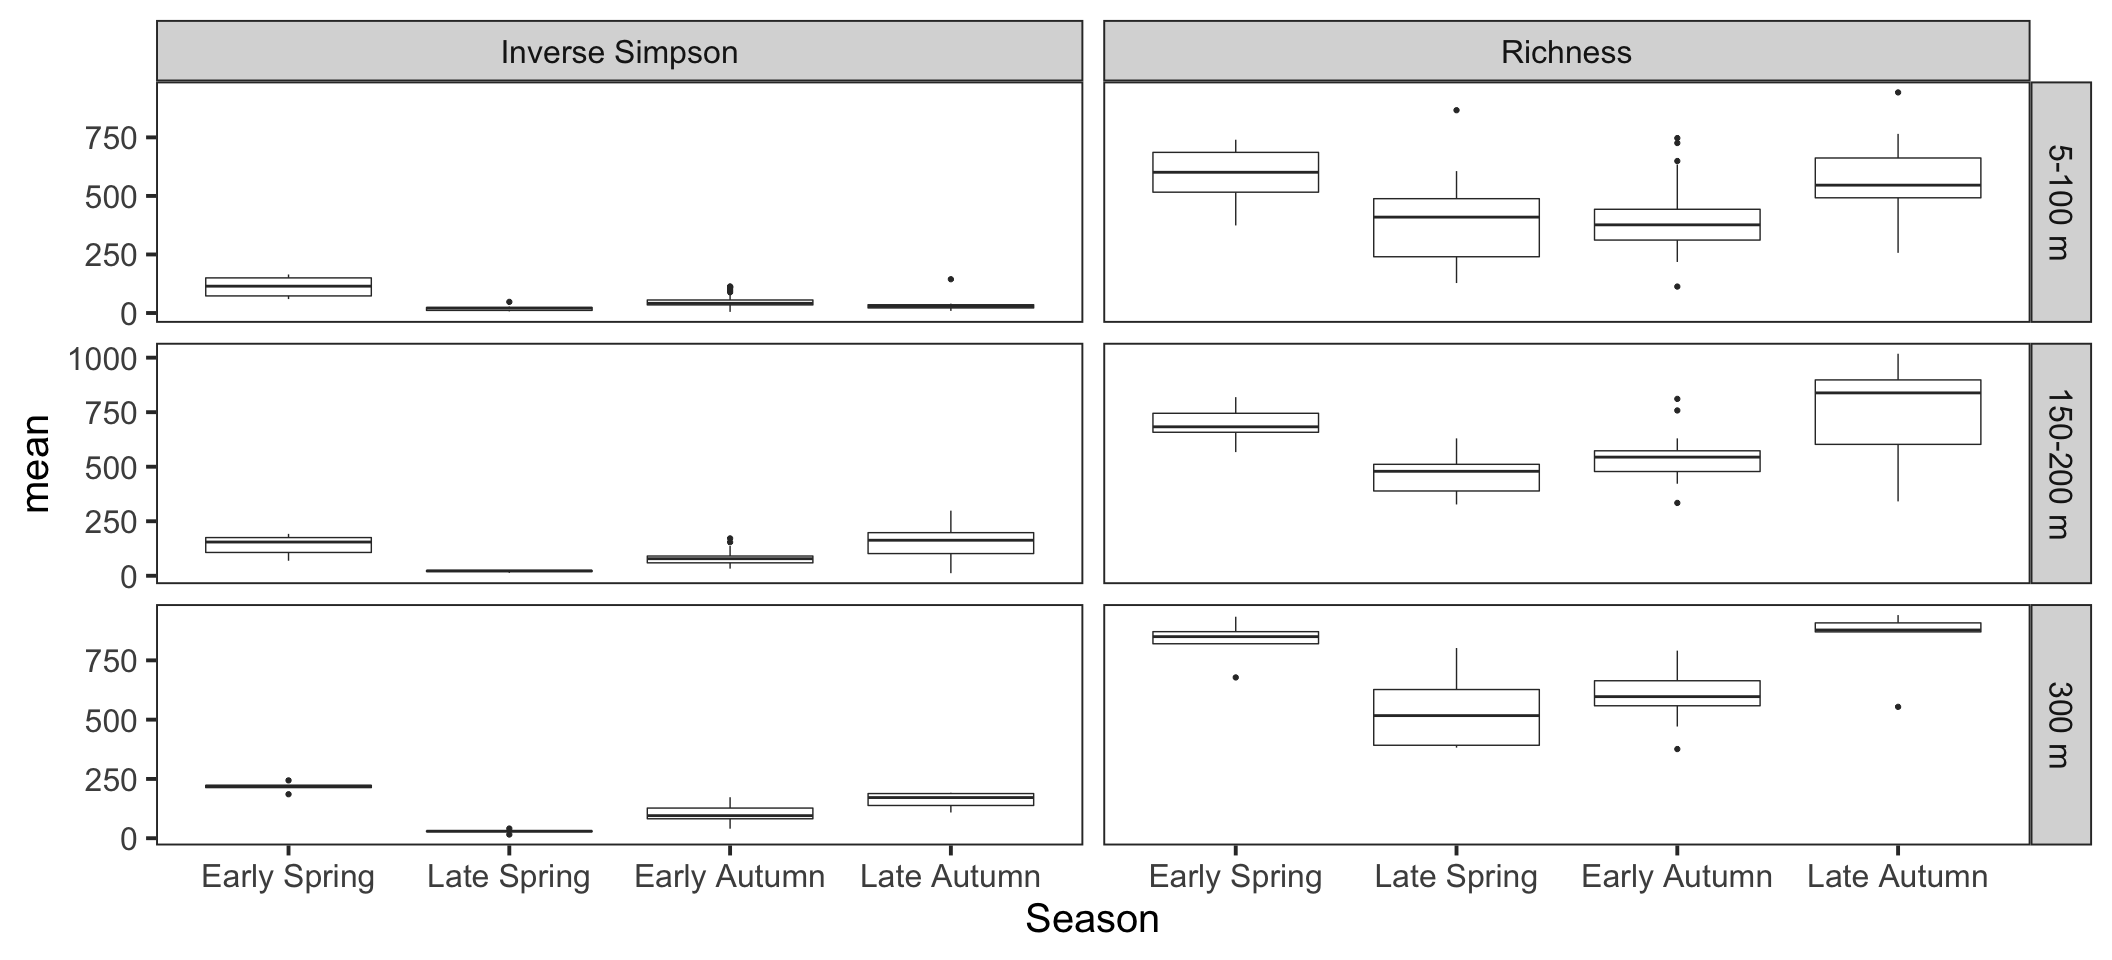 Inverse Simpson
Richness
750
500
250
0
5-100 m
1000
750
500
250
0
150-200 m
750
500
250
0
300 m
mean
Early Spring
Late Spring
Early Autumn
Late Autumn
Early Spring
Late Spring
Early Autumn
Late Autumn
Season